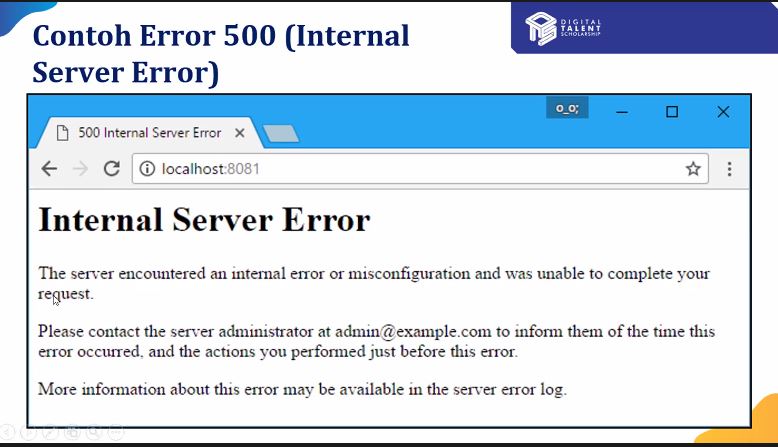 Contoh Error 500 (Internal
Server Error)
DIGITAL
TALENT
SCHOLARSHIP
o_o;
500 Internal Server Error
localhost:8081
Internal Server Error
The server encountered an internal error or misconfiguration and was unable to complete your
request.
Please contact the server administrator at admin@example.com to inform them of the time this
error occurred, and the actions you performed just before this error.
More information about this error may be available in the server error log.